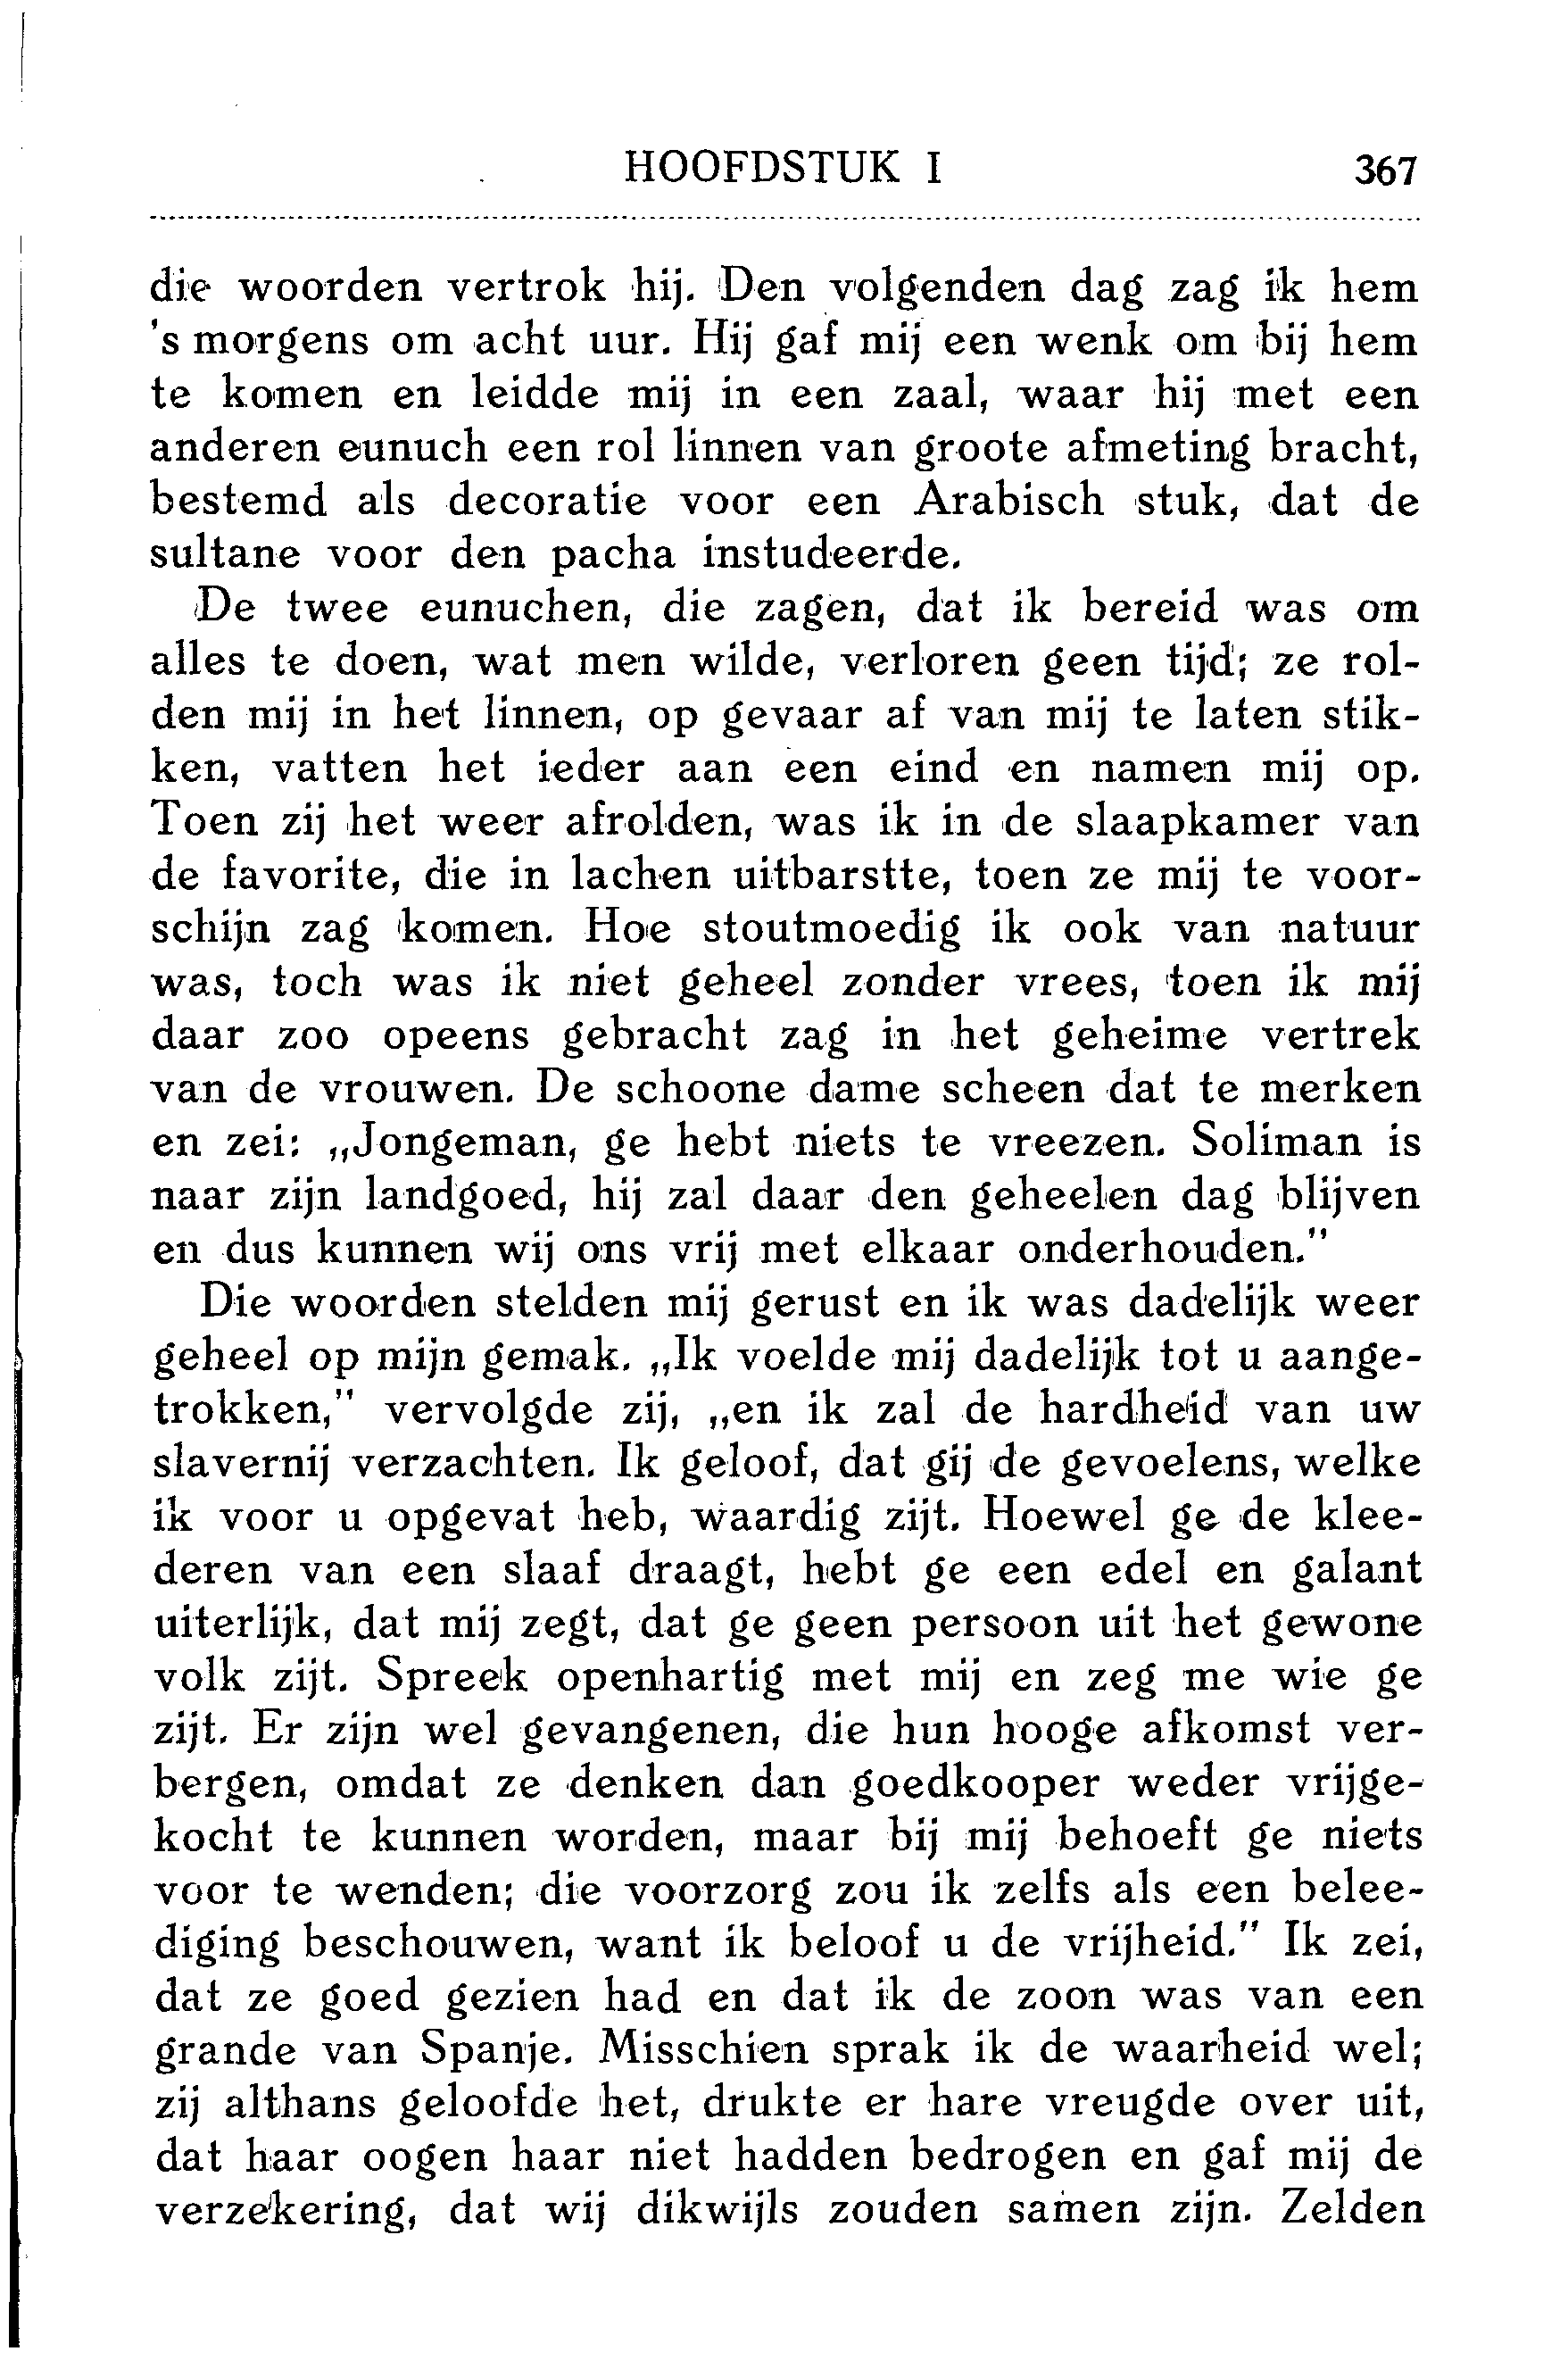 HOOFDSTUK I 367
die woorden vertrok hij. Den volgenden dag zag ik hem
's morgens om acht uur. Hij gaf mij een wenk om bij hem
te komen en leidde mij in een zaal, waar hij met een
anderen eunuch een rol linnen van groote afmeting bracht,
bestemd als decoratie voor een Arabisch stuk, dat de
sultane voor den pacha instudeerde.
De twee eunuchen, die zagen, dat ik bereid was om
alles te doen, wat men wilde, verloren geen tijd; ze rol-
den mij in het linnen, op gevaar af van mij te laten stik-
ken, vatten het ieder aan een eind en namen mij op.
Toen zij het weer afrolden, was ik in de slaapkamer van
de favorite, die in lachen uitbarstte, toen ze mij te voor-
schijn zag komen. Hoe stoutmoedig ik ook van natuur
was, toch was ik niet geheel zonder vrees, toen ik mij
daar zoo opeens gebracht zag in het geheime vertrek
van de vrouwen. De schoone dame scheen dat te merken
en zei: „Jongeman, ge hebt niets te vreezen. Soliman is
naar zijn landgoed, hij zal daar den geheelen dag blijven
en dus kunnen wij ons vrij met elkaar onderhouden."
Die woorden stelden mij gerust en ik was dadelijk weer
geheel op mijn gemak. „Ik voelde mij dadelijk tot u aange-
trokken," vervolgde zij, „en ik zal de hardheid van uw
slavernij verzachten. Ik geloof, dat gij de gevoelens, welke
ik voor u opgevat heb, waardig zijt. Hoewel ge de klee-
deren van een slaaf draagt, hebt ge een edel en galant
uiterlijk, dat mij zegt, dat ge geen persoon uit het gewone
volk zijt. Spreek openhartig met mij en zeg me wie ge
zijt. Er zijn wel gevangenen, die hun hooge afkomst ver-
bergen, omdat ze denken dan goedkooper weder vrijge-
kocht te kunnen worden, maar bij mij behoeft ge niets
voor te wenden; die voorzorg zou ik zelfs als een belee-
diging beschouwen, want ik beloof u de vrijheid." Ik zei,
dat ze goed gezien had en dat ik de zoon was van een
grande van Spanje. Misschien sprak ik de waarheid wel;
zij althans geloofde het, drukte er hare vreugde over uit,
dat haar oogen haar niet hadden bedrogen en gaf mij de
verzekering, dat wij dikwijls zouden samen zijn. Zelden